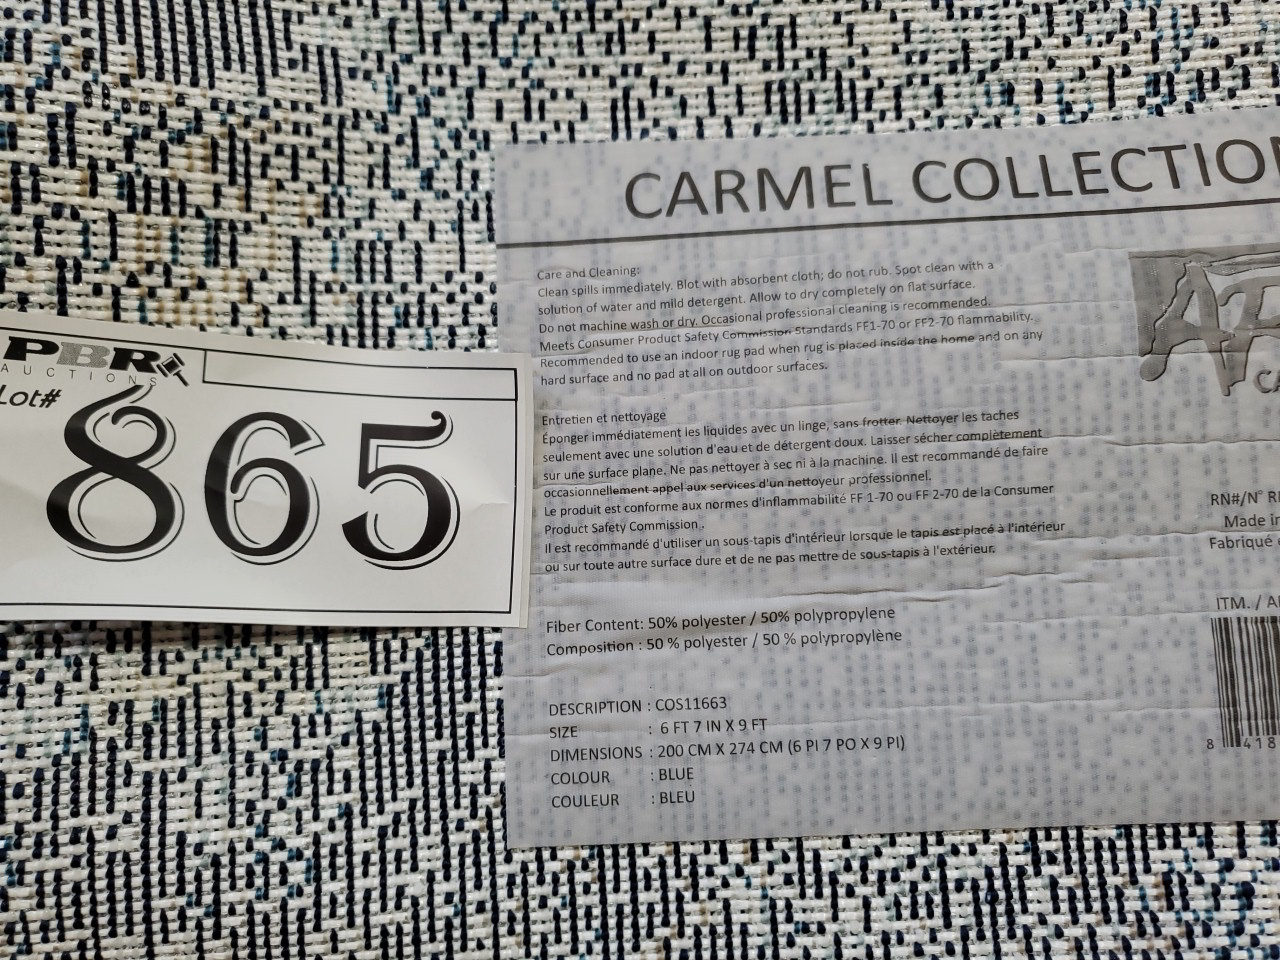 PBR
AUCTIONS
Lot#
865
CARMEL COLLECTION
Care and Cleaning:
Clean spills immediately. Blot with absorbent cloth; do not rub. Spot clean with a
solution of water and mild detergent. Allow to dry completely on flat surface.
Do not machine wash or dry. Occasional professional cleaning is recommended.
Meets Consumer Product Safety Commission Standards FF1-70 or FF2-70 flammability.
Recommended to use an indoor rug pad when rug is placed inside the home and on any
hard surface and no pad at all on outdoor surfaces.
Entretien et nettoyage
Éponger immédiatement les liquides avec un linge, sans frotter. Nettoyer les taches
seulement avec une solution d'eau et de détergent doux. Laisser sécher complètement
sur une surface plane. Ne pas nettoyer à sec ni à la machine. Il est recommandé de faire
occasionnellement appel aux services d'un nettoyeur professionnel.
Le produit est conforme aux normes d'inflammabilité FF 1-70 ou FF 2-70 de la Consumer
Product Safety Commission .
Il est recommandé d'utiliser un sous-tapis d'intérieur lorsque le tapis est placé à l'intérieur
ou sur toute autre surface dure et de ne pas mettre de sous-tapis à l'extérieur.
Fiber Content: 50% polyester / 50% polypropylene
Composition : 50 % polyester / 50 % polypropylène
DESCRIPTION : COS11663
SIZE : 6 FT 7 IN X 9 FT
DIMENSIONS : 200 CM X 274 CM (6 PI 7 PO X 9 PI)
COLOUR : BLUE
COULEUR : BLEU
RN#/N°
Made in
Fabriqué
ITM. /
8 418